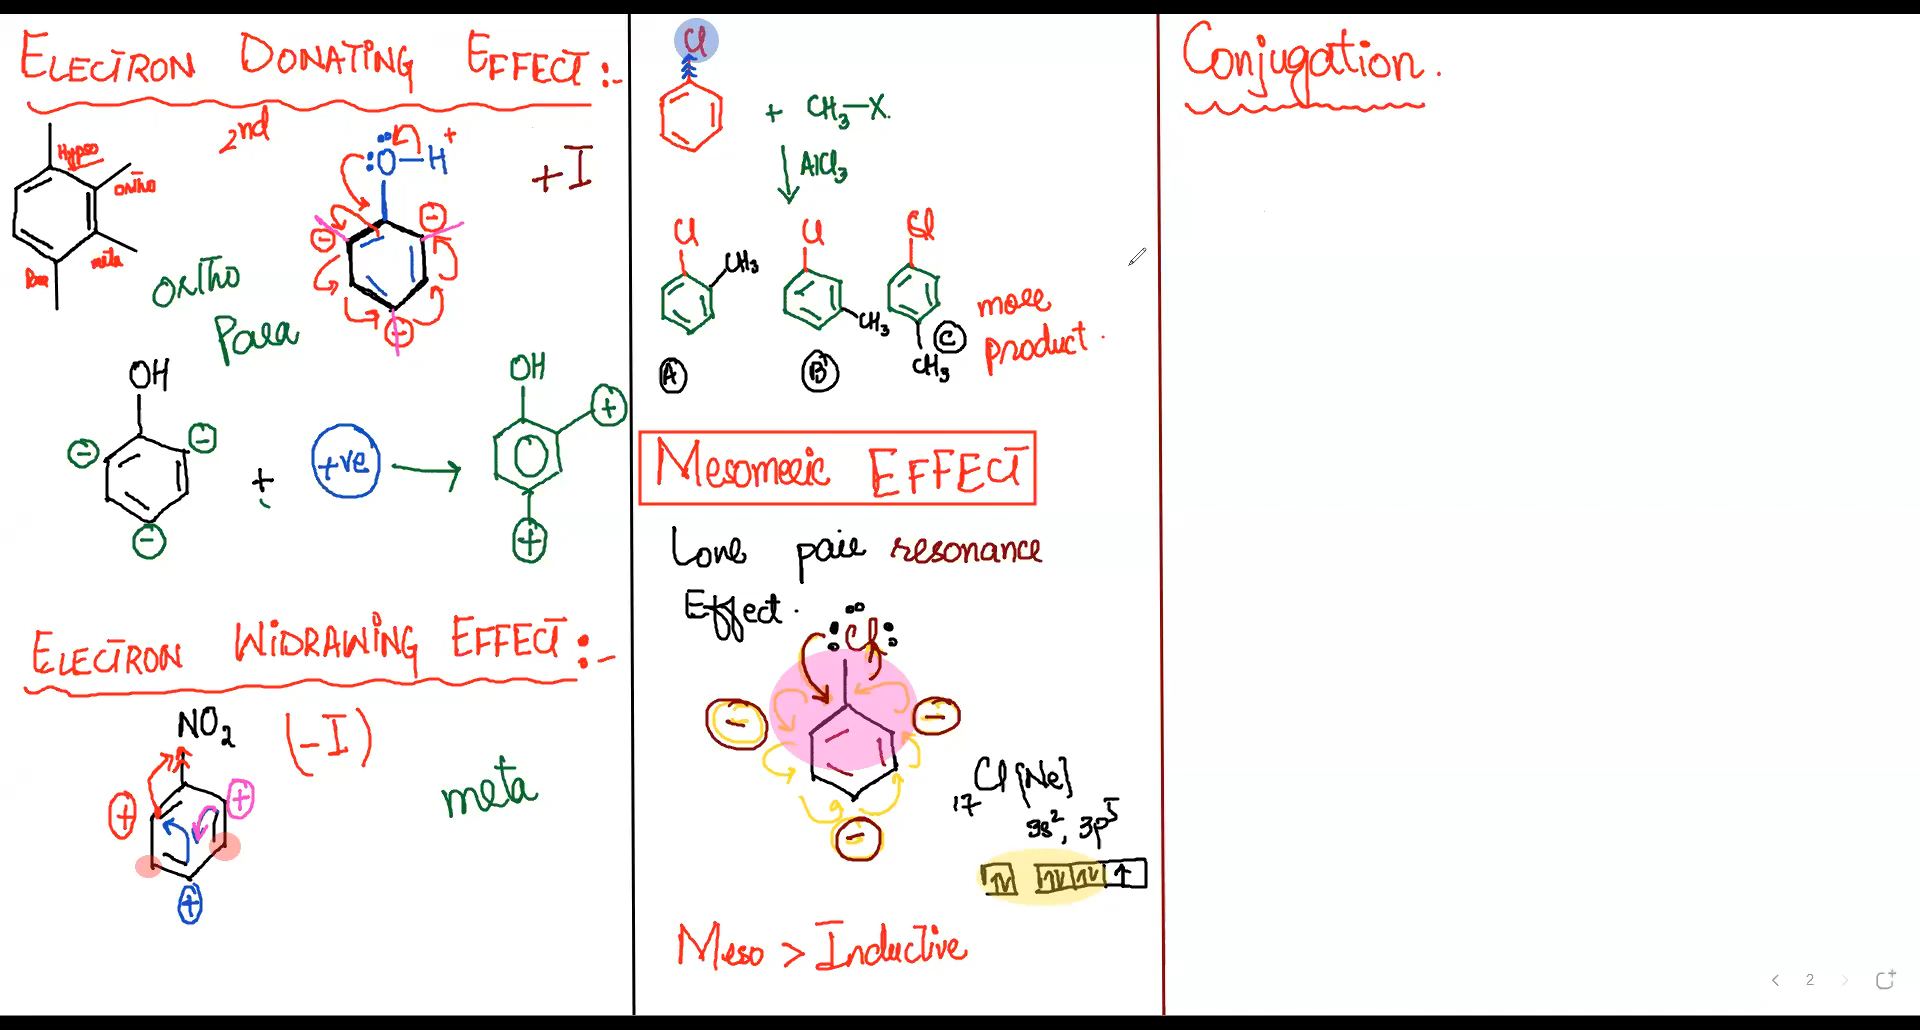 ELECTRON DONATING EFFECT:-
2nd
Hypso
ortho
meta
Para
:O-H+
+I
-
-
-
ortho
Para
OH
-
-
-
+
+ve
OH
+
+
ELECTRON WIDRAWING EFFECT:-
NO2
(-I)
+
+
+
meta
Cl
+ CH3-X.
AlCl3
Cl
CH3
A
Cl
CH3
B
Cl
CH3
C
more
product.
MESOMERIC EFFECT
Lone pair resonance
Effect.
Cl
-
-
-
17Cl [Ne]
3s2, 3p5
Meso > Inductive
Conjugation.
2